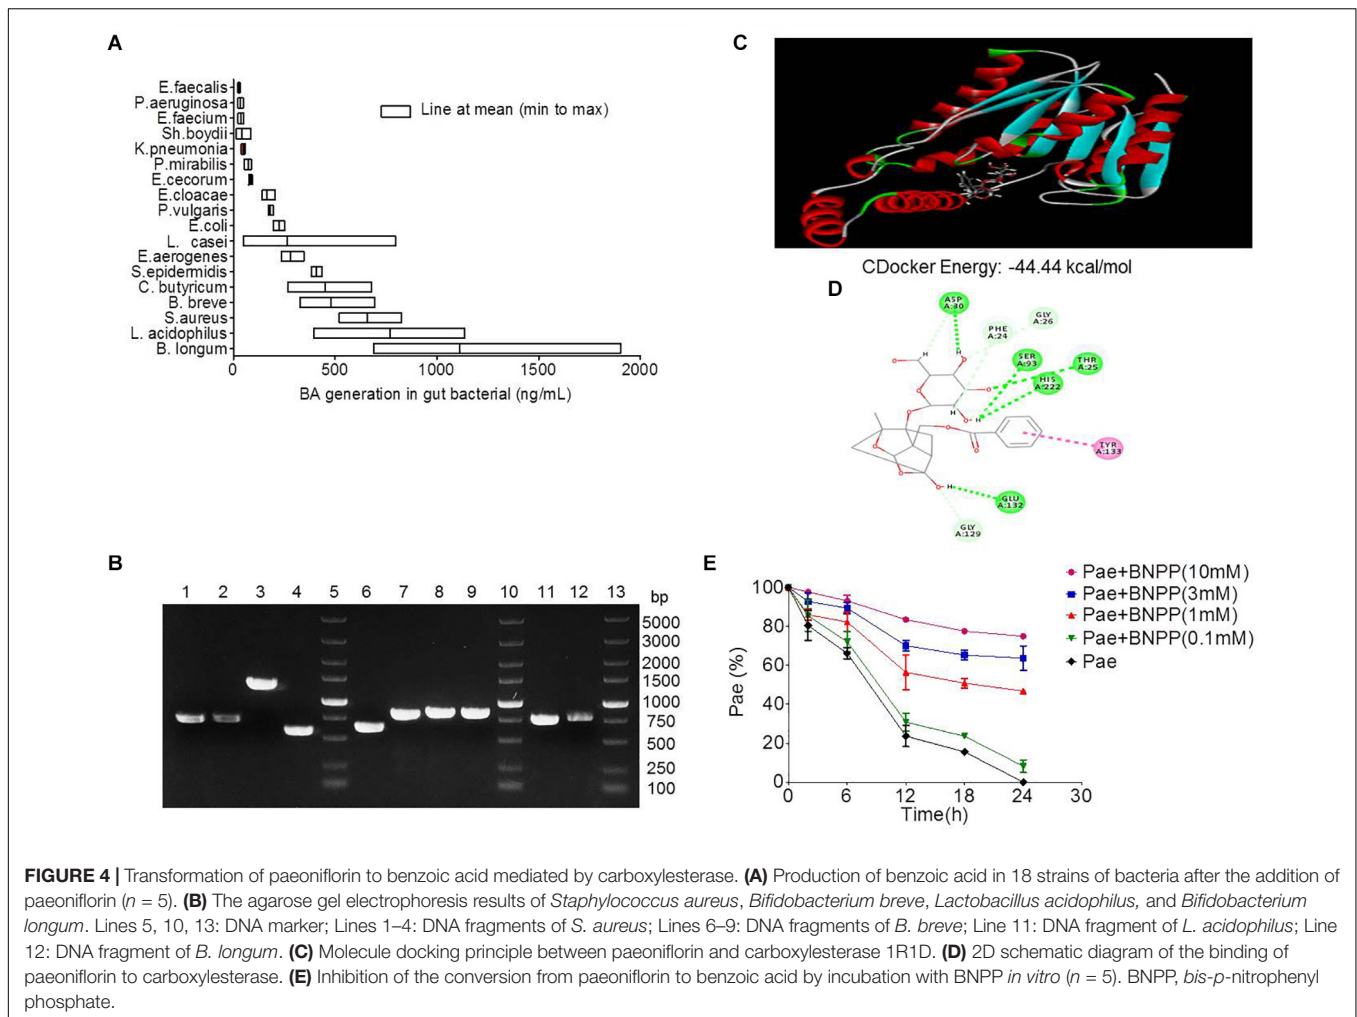 A
E.faecalis
P.aeruginosa
E.faecium
Sh.boydii
K.pneumonia
P.mirabilis
E.cecorum
E.cloacae
P.vulgaris
E.coli
L. casei
E.aerogenes
S.epidermidis
C. butyricum
B. breve
S.aureus
L. acidophilus
B. longum
Line at mean (min to max)
0 500 1000 1500 2000
BA generation in gut bacterial (ng/mL)
C
CDocker Energy: -44.44 kcal/mol
D
ASP
A:30
PHE
A:24
GLY
A:26
SER
A:93
THR
A:25
HIS
A:222
TYR
A:133
GLU
A:132
GLY
A:129
H
O
O
H
O
O
H
O
H
O
O
O
O
O
O
H
B
1 2 3 4 5 6 7 8 9 10 11 12 13 bp
5000
3000
2000
1500
1000
750
500
250
100
E
Pae+BNPP(10mM)
Pae+BNPP(3mM)
Pae+BNPP(1mM)
Pae+BNPP(0.1mM)
Pae
Pae (%)
100
80
60
40
20
0
0 6 12 18 24 30
Time(h)
FIGURE 4 | Transformation of paeoniflorin to benzoic acid mediated by carboxylesterase. (A) Production of benzoic acid in 18 strains of bacteria after the addition of
paeoniflorin (n = 5). (B) The agarose gel electrophoresis results of Staphylococcus aureus, Bifidobacterium breve, Lactobacillus acidophilus, and Bifidobacterium
longum. Lines 5, 10, 13: DNA marker; Lines 1–4: DNA fragments of S. aureus; Lines 6–9: DNA fragments of B. breve; Line 11: DNA fragment of L. acidophilus; Line
12: DNA fragment of B. longum. (C) Molecule docking principle between paeoniflorin and carboxylesterase 1R1D. (D) 2D schematic diagram of the binding of
paeoniflorin to carboxylesterase. (E) Inhibition of the conversion from paeoniflorin to benzoic acid by incubation with BNPP in vitro (n = 5). BNPP, bis-p-nitrophenyl
phosphate.